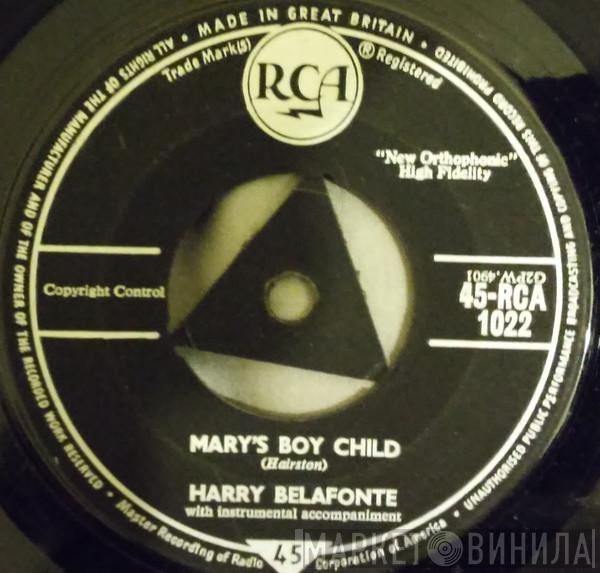 MADE IN GREAT BRITAIN
ALL RIGHTS OF THE MANUFACTURER AND OF THE OWNER OF THE RECORDED WORK RESERVED
UNAUTHORISED PUBLIC PERFORMANCE BROADCASTING AND COPYING OF THIS RECORD PROHIBITED
Trade Mark(s)
® Registered
RCA
"New Orthophonic"
High Fidelity
Copyright Control
G2PW.4901
45-RCA
1022
MARY'S BOY CHILD
(Hairston)
HARRY BELAFONTE
with instrumental accompaniment
Master Recording of Radio
45
Corporation of America
МАРКЕТ ВИНИЛА